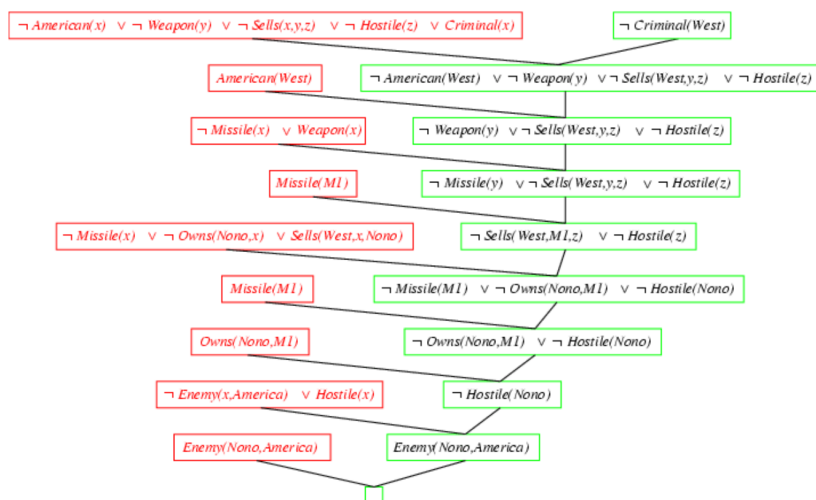 ¬ American(x) ∨ ¬ Weapon(y) ∨ ¬ Sells(x,y,z) ∨ ¬ Hostile(z) ∨ Criminal(x) ¬ Criminal(West)
American(West) ¬ American(West) ∨ ¬ Weapon(y) ∨ ¬ Sells(West,y,z) ∨ ¬ Hostile(z)
¬ Missile(x) ∨ Weapon(x) ¬ Weapon(y) ∨ ¬ Sells(West,y,z) ∨ ¬ Hostile(z)
Missile(M1) ¬ Missile(y) ∨ ¬ Sells(West,y,z) ∨ ¬ Hostile(z)
¬ Missile(x) ∨ ¬ Owns(Nono,x) ∨ Sells(West,x,Nono) ¬ Sells(West,M1,z) ∨ ¬ Hostile(z)
Missile(M1) ¬ Missile(M1) ∨ ¬ Owns(Nono,M1) ∨ ¬ Hostile(Nono)
Owns(Nono,M1) ¬ Owns(Nono,M1) ∨ ¬ Hostile(Nono)
¬ Enemy(x,America) ∨ Hostile(x) ¬ Hostile(Nono)
Enemy(Nono,America) Enemy(Nono,America)